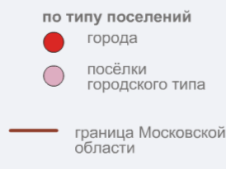 по типу поселений
города
посёлки
городского типа
граница Московской
области